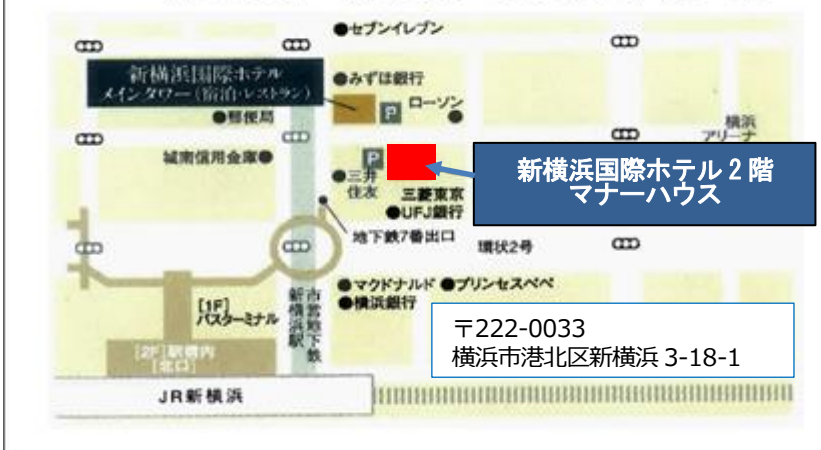 ●セブンイレブン
新横浜国際ホテル
メインタワー(宿泊・レストラン)
●みずほ銀行
P
ローソン
●
●郵便局
横浜
アリーナ
城南信用金庫●
P
●三井
住友
三菱東京
●UFJ銀行
新横浜国際ホテル2階
マナーハウス
地下鉄7番出口
環状2号
●マクドナルド ●プリンセスペペ
●横浜銀行
市営地下鉄
新横浜駅
[1F]
バスターミナル
[2F]駅構内
[北口]
〒222-0033
横浜市港北区新横浜 3-18-1
JR新横浜